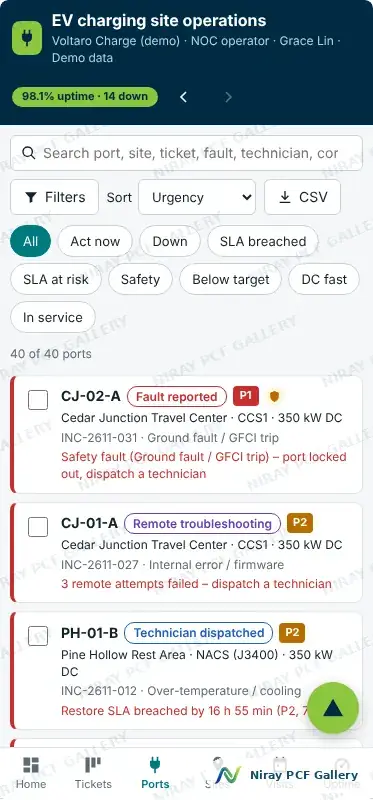 EV charging site operations
Voltaro Charge (demo) · NOC operator · Grace Lin ·
Demo data
98.1% uptime · 14 down
Search port, site, ticket, fault, technician, cor
Filters
Sort
Urgency
CSV
All
Act now
Down
SLA breached
SLA at risk
Safety
Below target
DC fast
In service
40 of 40 ports
CJ-02-A Fault reported P1
Cedar Junction Travel Center · CCS1 · 350 kW DC
INC-2611-031 · Ground fault / GFCI trip
Safety fault (Ground fault / GFCI trip) – port locked
out, dispatch a technician
CJ-01-A Remote troubleshooting P2
Cedar Junction Travel Center · CCS1 · 350 kW DC
INC-2611-027 · Internal error / firmware
3 remote attempts failed – dispatch a technician
PH-01-B Technician dispatched P2
Pine Hollow Rest Area · NACS (J3400) · 350 kW
DC
INC-2611-012 · Over-temperature / cooling
Restore SLA breached by 16 h 55 min (P2, 7
Home
Tickets
Ports
Visits
Uptime
Niray PCF Gallery
NIRAY PCF GALLERY